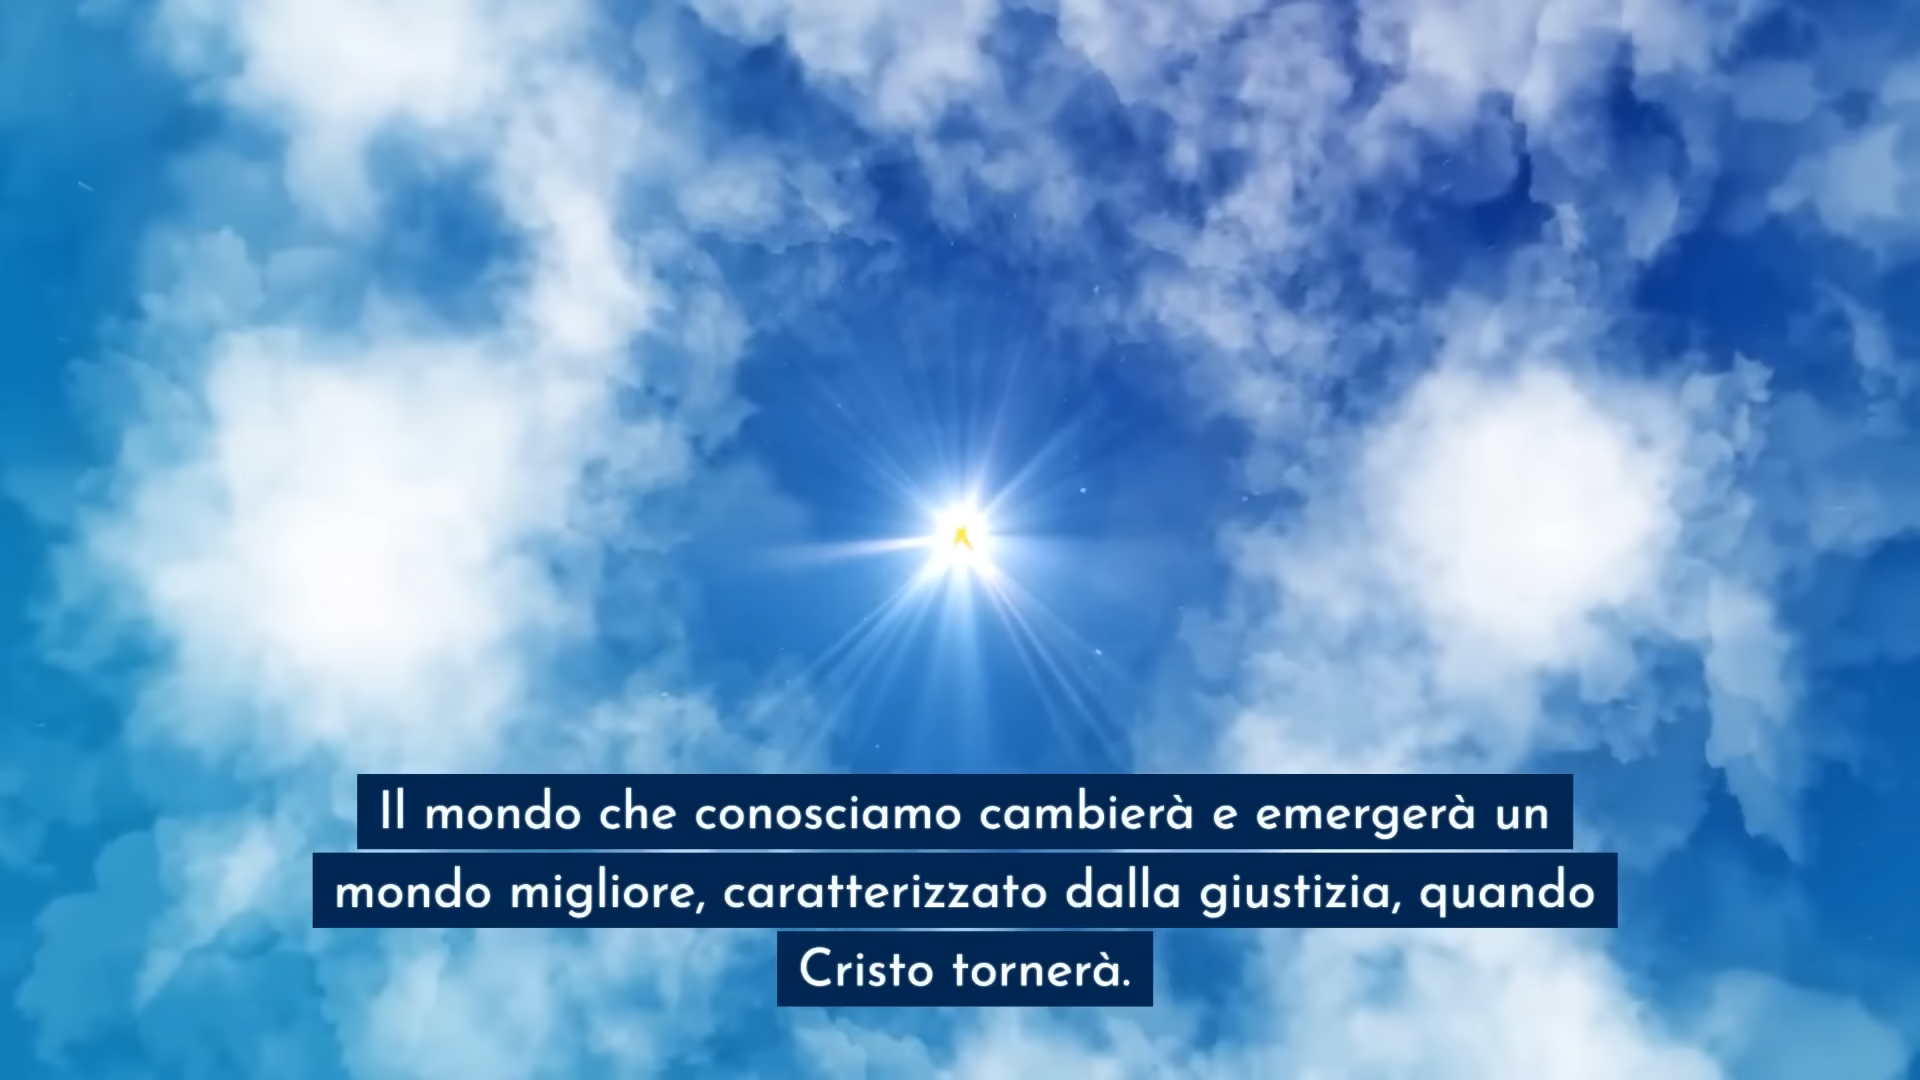 Il mondo che conosciamo cambierà e emergerà un
mondo migliore, caratterizzato dalla giustizia, quando
Cristo tornerà.